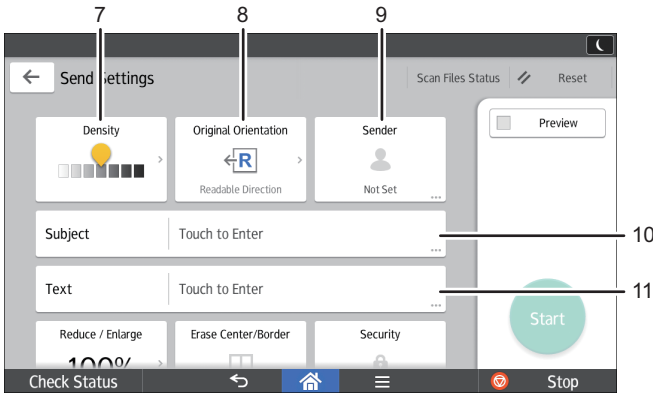 7 8 9
Send Settings Scan Files Status Reset
Density Original Orientation Sender Preview
R
Readable Direction Not Set
Subject Touch to Enter 10
Text Touch to Enter 11
Start
Reduce / Enlarge Erase Center/Border Security
100%
Check Status Stop